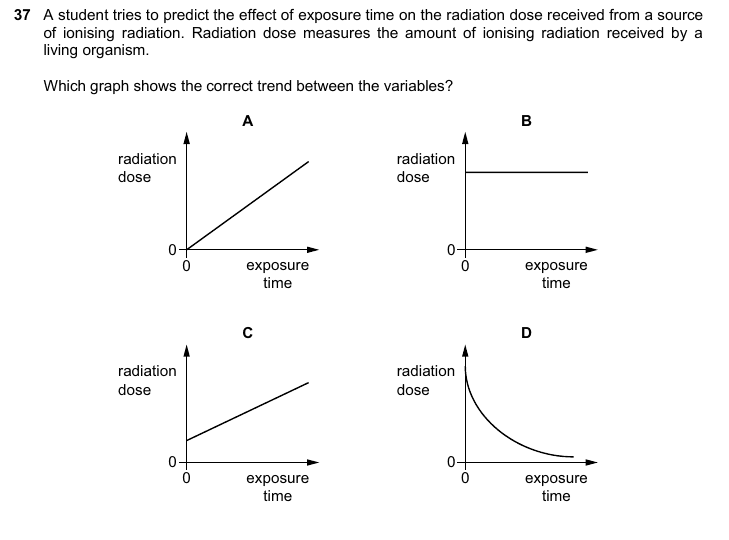 37 A student tries to predict the effect of exposure time on the radiation dose received from a source
of ionising radiation. Radiation dose measures the amount of ionising radiation received by a
living organism.
Which graph shows the correct trend between the variables?
A
radiation
dose
0
0
exposure
time
B
radiation
dose
0
0
exposure
time
C
radiation
dose
0
0
exposure
time
D
radiation
dose
0
0
exposure
time